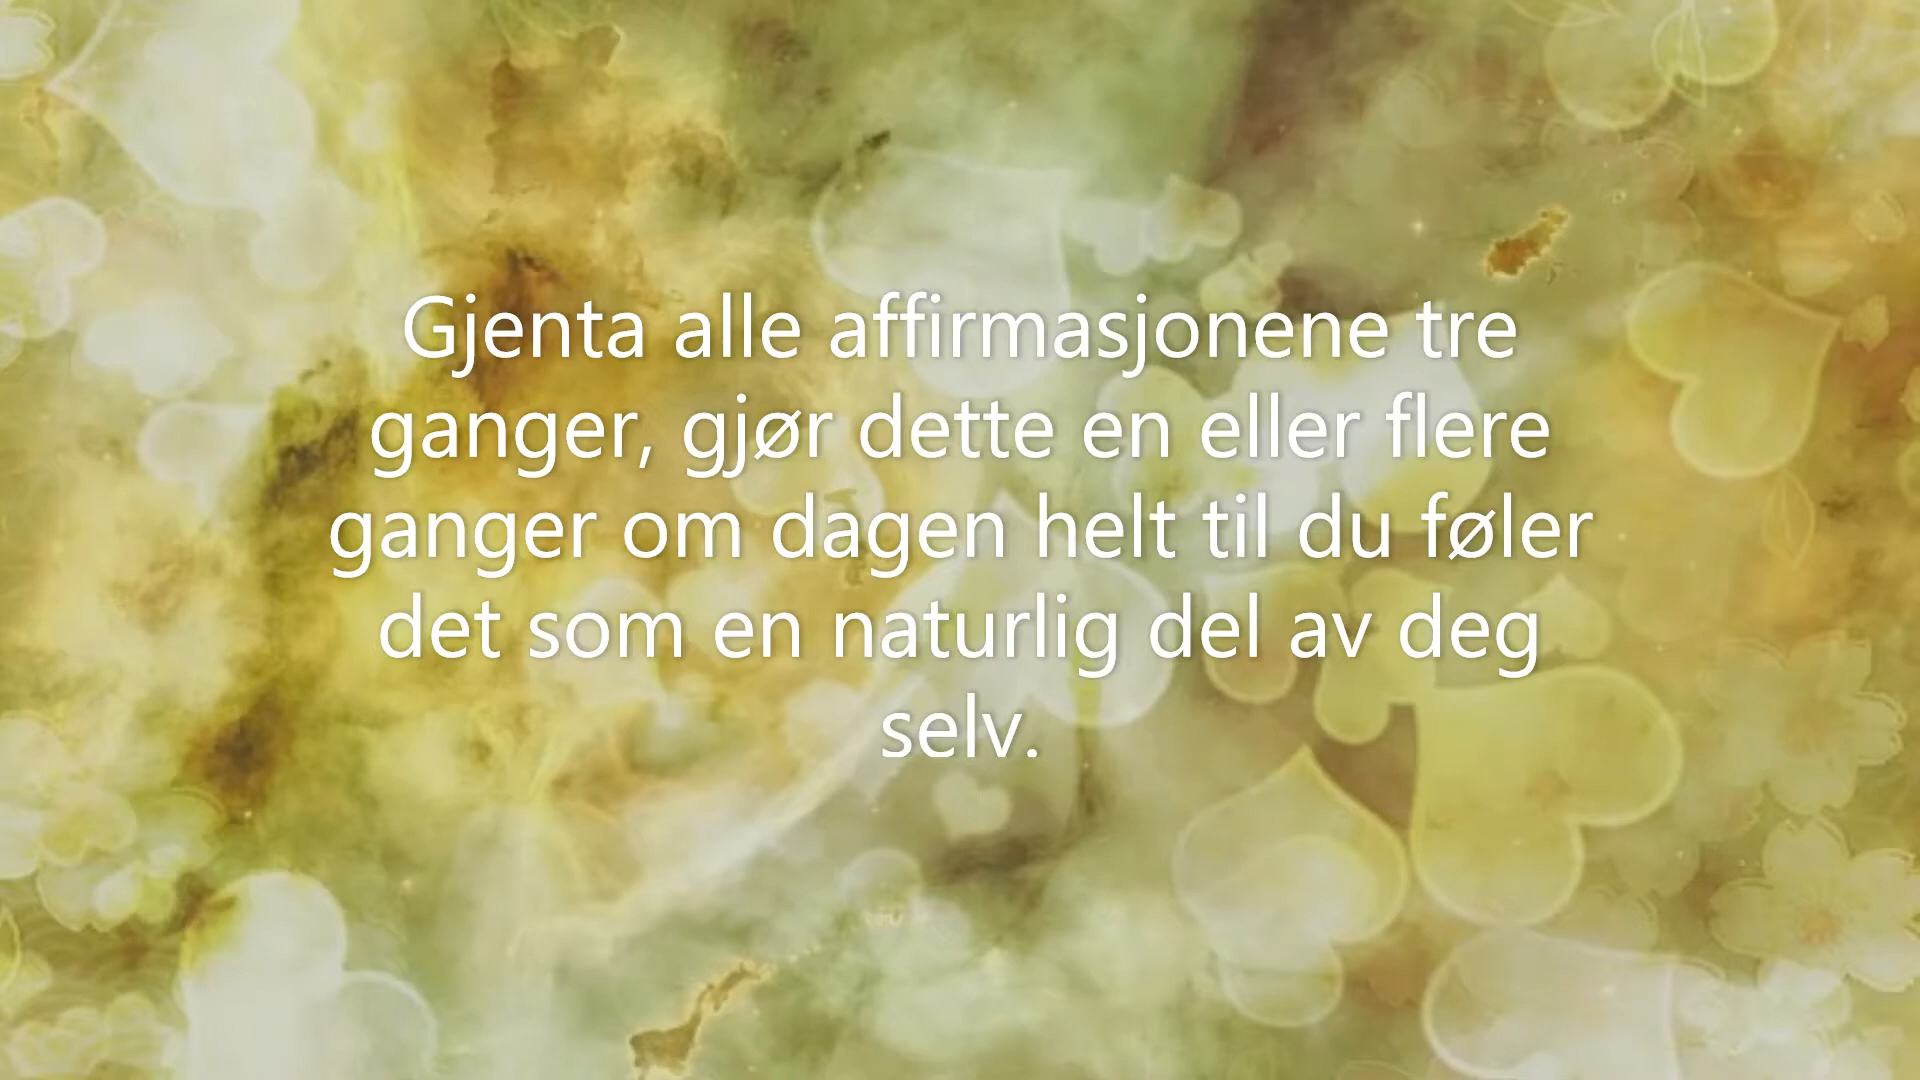 Gjenta alle affirmasjonene tre
ganger, gjør dette en eller flere
ganger om dagen helt til du føler
det som en naturlig del av deg
selv.